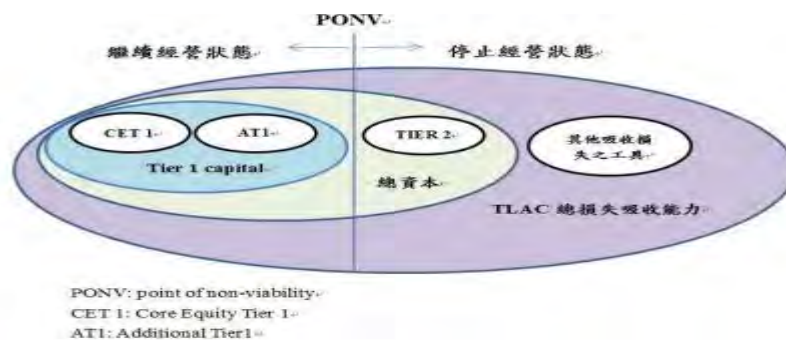 PONV
繼續經營狀態
停止經營狀態
CET 1
AT1
TIER 2
其他吸收損
失之工具
Tier 1 capital
總資本
TLAC 總損失吸收能力
PONV: point of non-viability
CET 1: Core Equity Tier 1
AT1: Additional Tier1